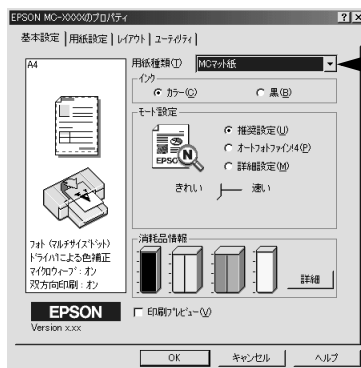 EPSON MC-XXXXのプロパティ
基本設定 用紙設定 レイアウト ユーティリティ
A4
用紙種類(T) MCマット紙
インク
カラー(C) 黒(B)
モード設定
EPSON
N
推奨設定(U)
オートフォトファイン!4(P)
詳細設定(M)
きれい 速い
フォト (マルチサイズドット)
ドライバによる色補正
マイクロウィーブ : オン
双方向印刷 : オン
消耗品情報
詳細
EPSON
Version x.xx
印刷プレビュー(V)
OK キャンセル ヘルプ